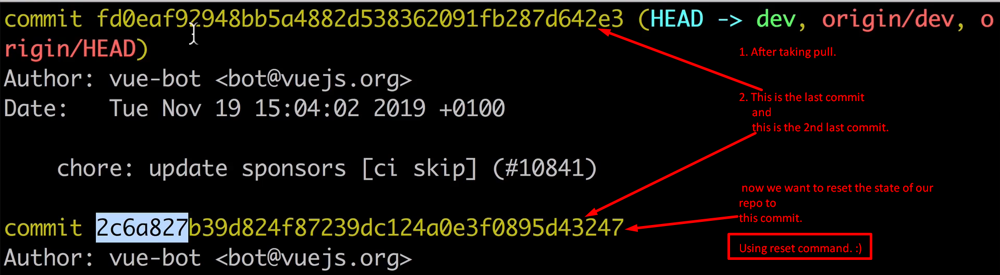 commit fd0eaf92948bb5a4882d538362091fb287d642e3 (HEAD -> dev, origin/dev, o
rigin/HEAD)
Author: vue-bot <bot@vuejs.org>
Date:   Tue Nov 19 15:04:02 2019 +0100
chore: update sponsors [ci skip] (#10841)
commit 2c6a827b39d824f87239dc124a0e3f0895d43247
Author: vue-bot <bot@vuejs.org>
1. After taking pull.
2. This is the last commit
and
this is the 2nd last commit.
now we want to reset the state of our
repo to
this commit.
Using reset command. :)